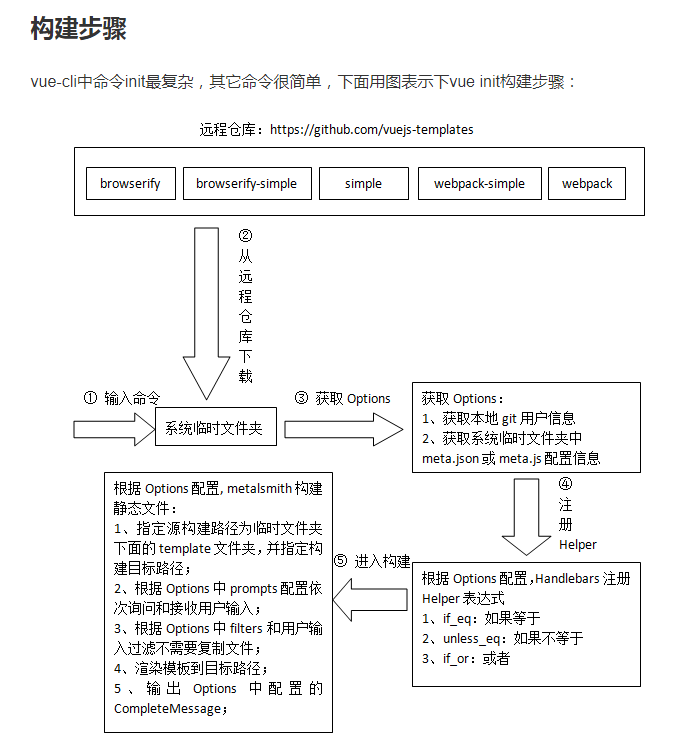 构建步骤
vue-cli中命令init最复杂，其它命令很简单，下面用图表示下vue init构建步骤：
远程仓库：https://github.com/vuejs-templates
browserify
browserify-simple
simple
webpack-simple
webpack
②
从
远
程
仓
库
下
载
① 输入命令
系统临时文件夹
③ 获取 Options
获取 Options：
1、获取本地 git 用户信息
2、获取系统临时文件夹中
meta.json 或 meta.js 配置信息
④
注
册
Helper
根据 Options 配置，Handlebars 注册
Helper 表达式
1、if_eq：如果等于
2、unless_eq：如果不等于
3、if_or：或者
⑤ 进入构建
根据 Options 配置, metalsmith 构建
静态文件：
1、指定源构建路径为临时文件夹
下面的 template 文件夹，并指定构
建目标路径；
2、根据 Options 中 prompts 配置依
次询问和接收用户输入；
3、根据 Options 中 filters 和用户输
入过滤不需要复制文件；
4、渲染模板到目标路径；
5、输出 Options 中配置的
CompleteMessage；